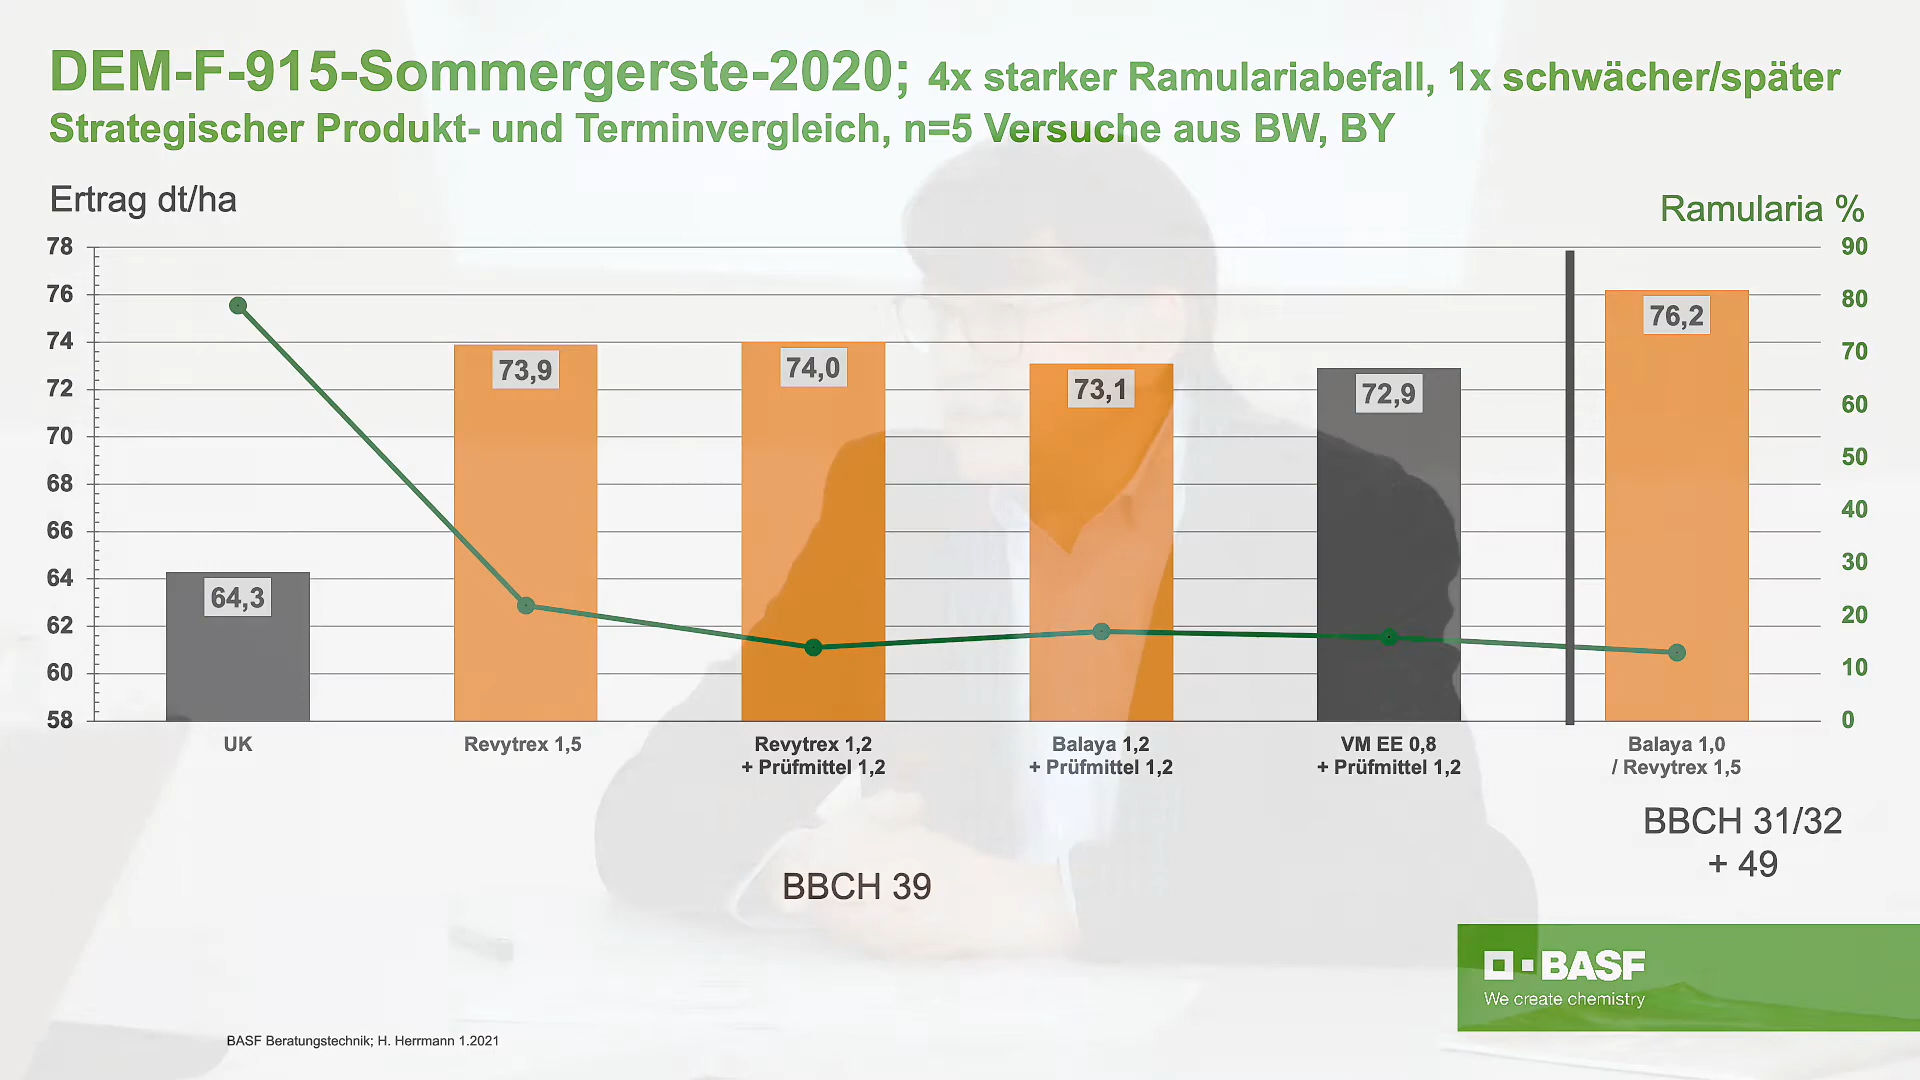 DEM-F-915-Sommergerste-2020; 4x starker Ramulariabefall, 1x schwächer/später
Strategischer Produkt- und Terminvergleich, n=5 Versuche aus BW, BY
Ertrag dt/ha
Ramularia %
78
76
74
72
70
68
66
64
62
60
58
90
80
70
60
50
40
30
20
10
0
64,3
73,9
74,0
73,1
72,9
76,2
UK
Revytrex 1,5
Revytrex 1,2
+ Prüfmittel 1,2
Balaya 1,2
+ Prüfmittel 1,2
VM EE 0,8
+ Prüfmittel 1,2
Balaya 1,0
/ Revytrex 1,5
BBCH 39
BBCH 31/32
+ 49
BASF
We create chemistry
BASF Beratungstechnik; H. Herrmann 1.2021